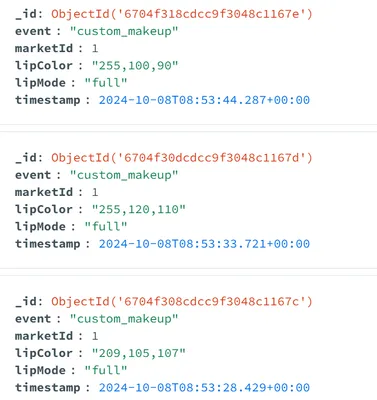 _id: ObjectId('6704f318cdcc9f3048c1167e')
event : "custom_makeup"
marketId : 1
lipColor : "255,100,90"
lipMode : "full"
timestamp : 2024-10-08T08:53:44.287+00:00
_id: ObjectId('6704f30dcdcc9f3048c1167d')
event : "custom_makeup"
marketId : 1
lipColor : "255,120,110"
lipMode : "full"
timestamp : 2024-10-08T08:53:33.721+00:00
_id: ObjectId('6704f308cdcc9f3048c1167c')
event : "custom_makeup"
marketId : 1
lipColor : "209,105,107"
lipMode : "full"
timestamp : 2024-10-08T08:53:28.429+00:00